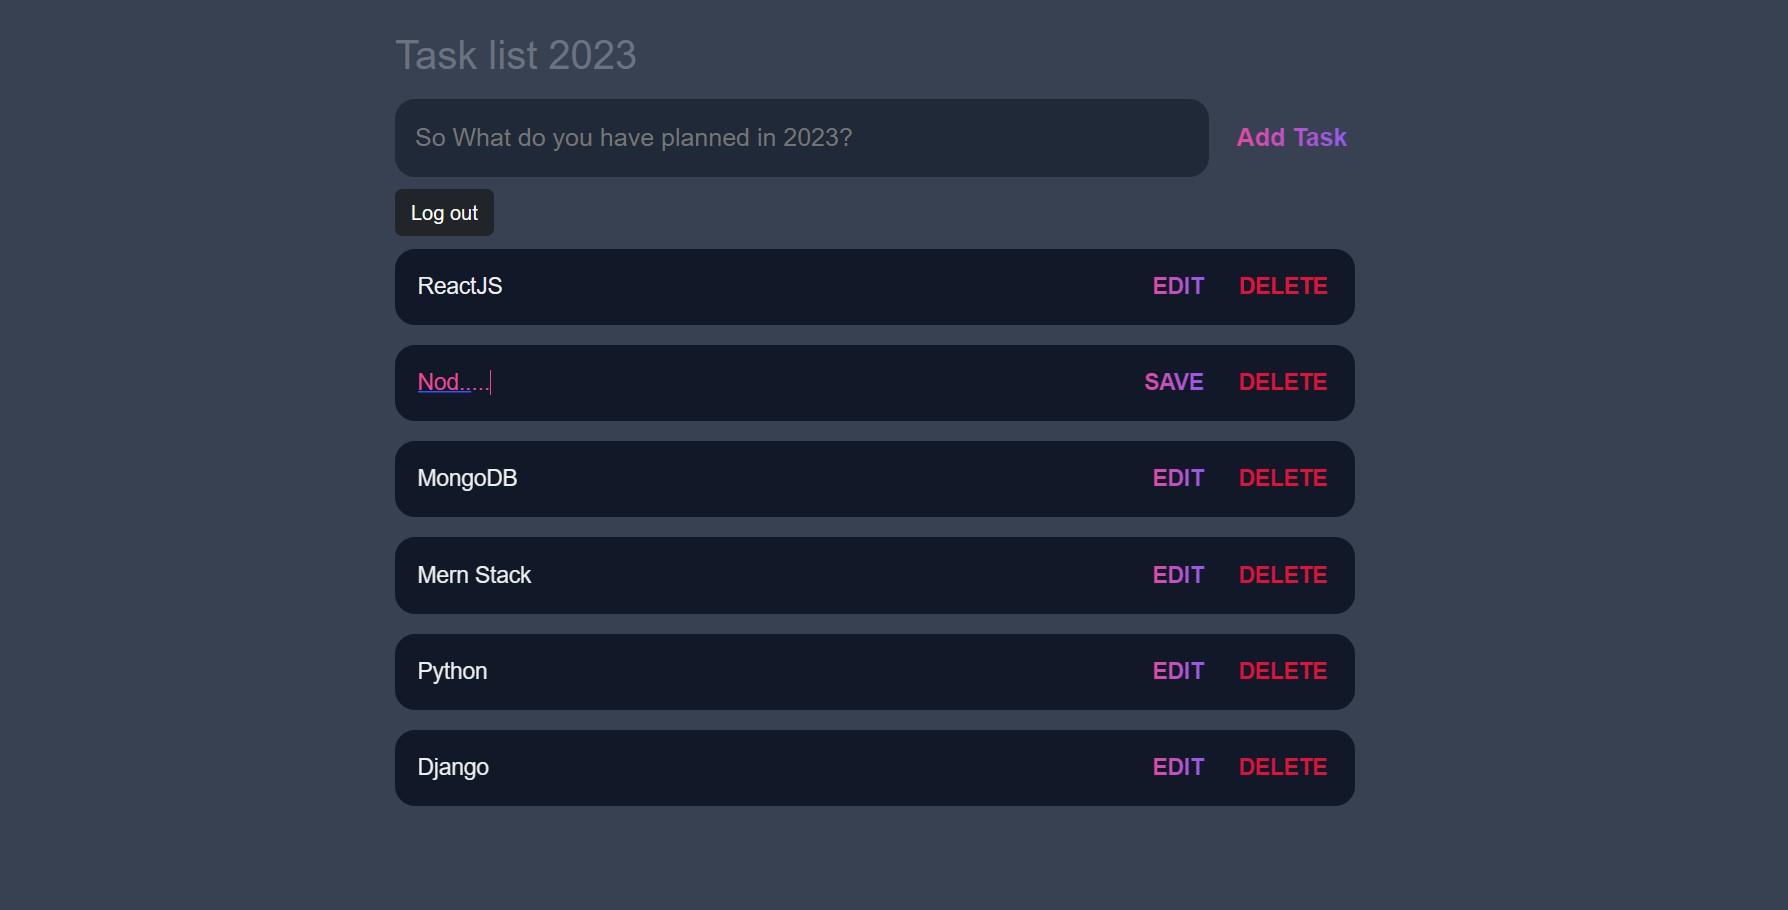 Task list 2023
So What do you have planned in 2023?
Add Task
Log out
ReactJS
EDIT
DELETE
Nod.....
SAVE
DELETE
MongoDB
EDIT
DELETE
Mern Stack
EDIT
DELETE
Python
EDIT
DELETE
Django
EDIT
DELETE